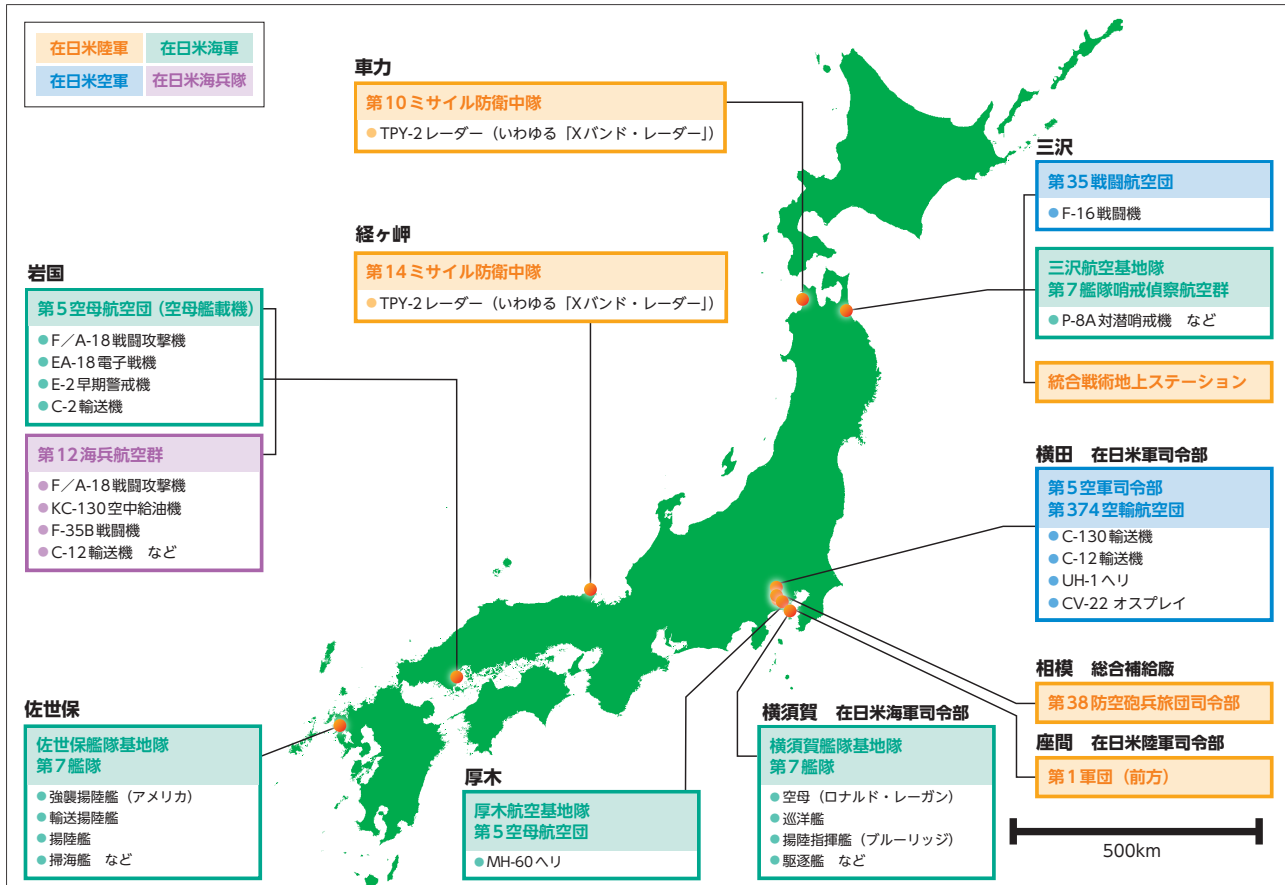 在日米陸軍
在日米海軍
在日米空軍
在日米海兵隊
車力
第10ミサイル防衛中隊
●TPY-2レーダー（いわゆる「Xバンド・レーダー」）
経ヶ岬
第14ミサイル防衛中隊
●TPY-2レーダー（いわゆる「Xバンド・レーダー」）
岩国
第5空母航空団（空母艦載機）
●F／A-18戦闘攻撃機
●EA-18電子戦機
●E-2早期警戒機
●C-2輸送機
第12海兵航空群
●F／A-18戦闘攻撃機
●KC-130空中給油機
●F-35B戦闘機
●C-12輸送機　など
佐世保
佐世保艦隊基地隊
第7艦隊
●強襲揚陸艦（アメリカ）
●輸送揚陸艦
●揚陸艦
●掃海艦　など
厚木
厚木航空基地隊
第5空母航空団
●MH-60ヘリ
横須賀　在日米海軍司令部
横須賀艦隊基地隊
第7艦隊
●空母（ロナルド・レーガン）
●巡洋艦
●揚陸指揮艦（ブルーリッジ）
●駆逐艦　など
三沢
第35戦闘航空団
●F-16戦闘機
三沢航空基地隊
第7艦隊哨戒偵察航空群
●P-8A対潜哨戒機　など
統合戦術地上ステーション
横田　在日米軍司令部
第5空軍司令部
第374空輸航空団
●C-130輸送機
●C-12輸送機
●UH-1ヘリ
●CV-22 オスプレイ
相模　総合補給廠
第38防空砲兵旅団司令部
座間　在日米陸軍司令部
第1軍団（前方）
500km